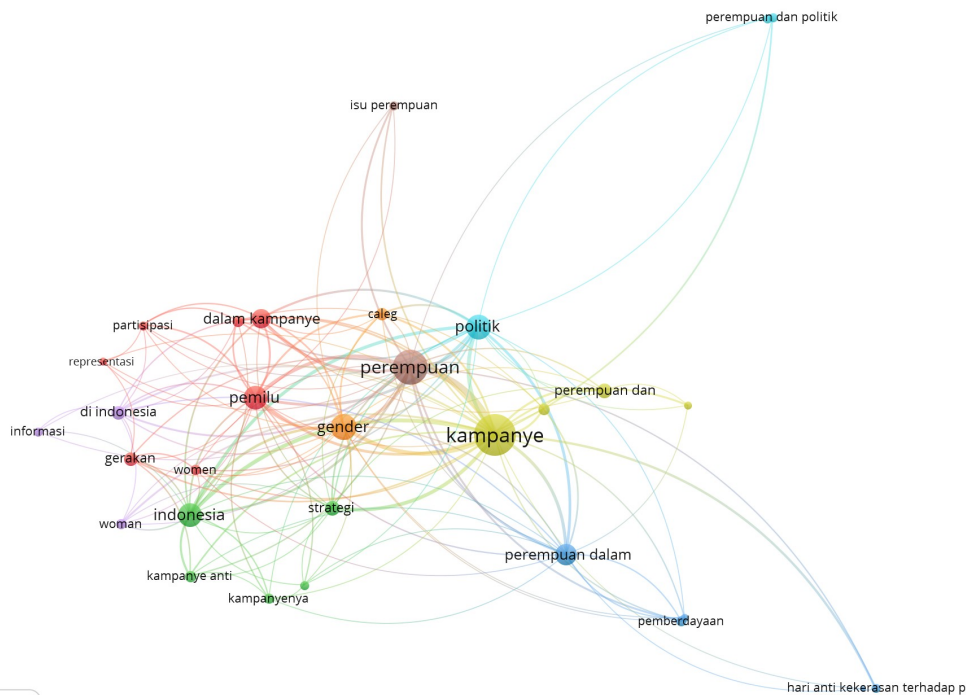 perempuan dan politik
isu perempuan
partisipasi
dalam kampanye
caleg
politik
representasi
perempuan
pemilu
perempuan dan
di indonesia
informasi
gender
kampanye
gerakan
women
woman
indonesia
strategi
perempuan dalam
kampanye anti
kampanyenya
pemberdayaan
hari anti kekerasan terhadap p